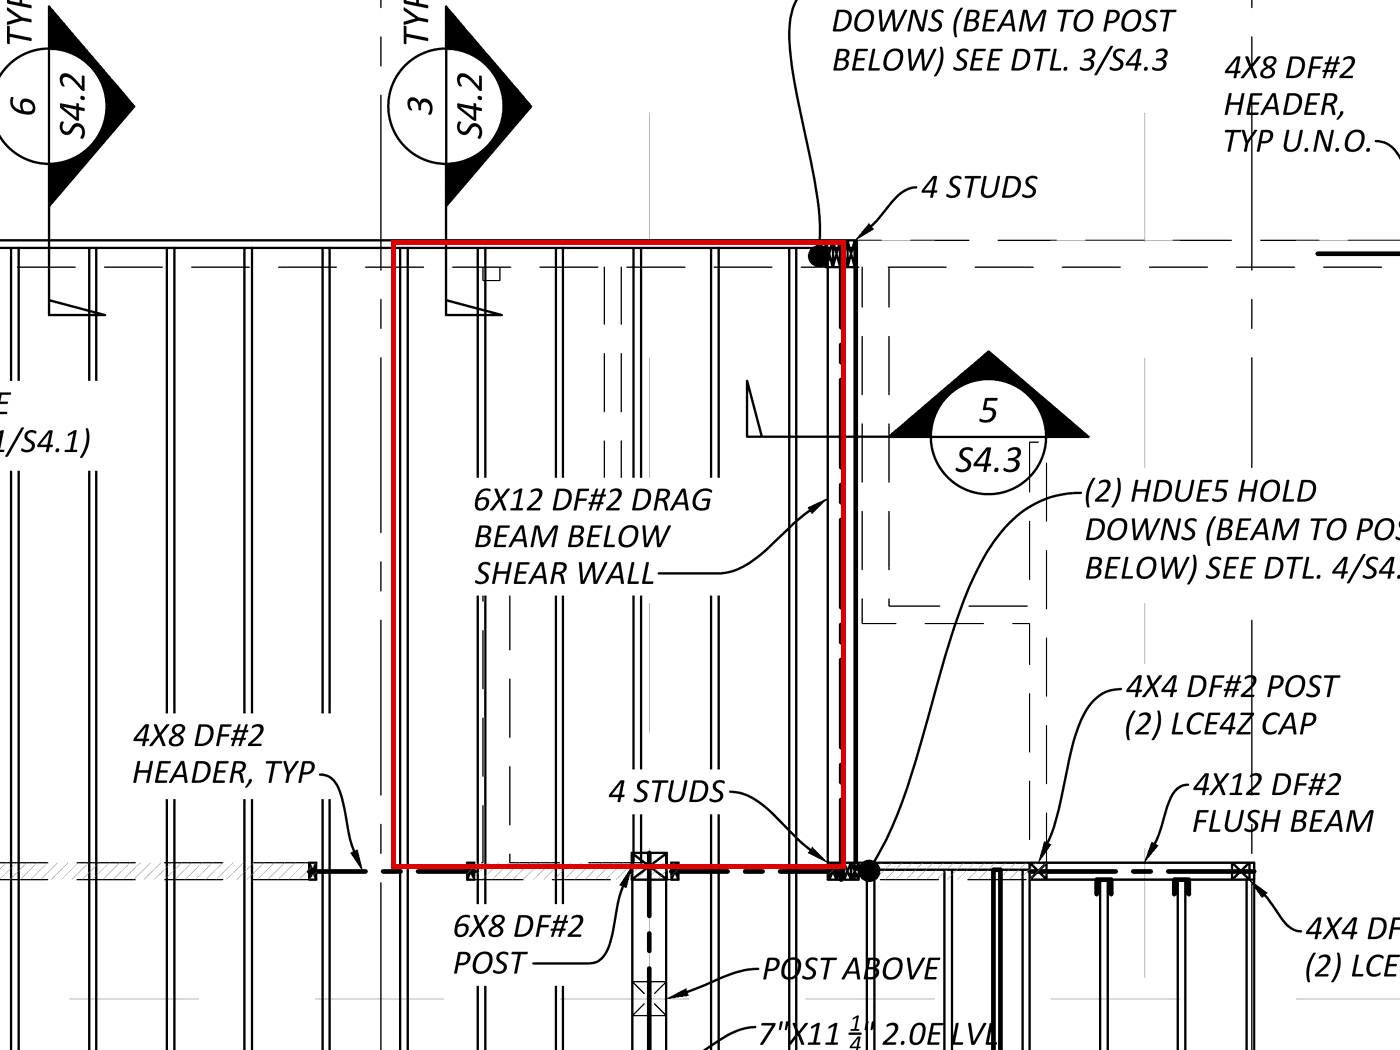 TYP
6
S4.2
TYP
3
S4.2
DOWNS (BEAM TO POST
BELOW) SEE DTL. 3/S4.3
4X8 DF#2
HEADER,
TYP U.N.O.
4 STUDS
5
S4.3
1/S4.1)
6X12 DF#2 DRAG
BEAM BELOW
SHEAR WALL
(2) HDUE5 HOLD
DOWNS (BEAM TO POS
BELOW) SEE DTL. 4/S4.
4X8 DF#2
HEADER, TYP
4 STUDS
4X4 DF#2 POST
(2) LCE4Z CAP
4X12 DF#2
FLUSH BEAM
6X8 DF#2
POST
POST ABOVE
4X4 DF
(2) LCE
7"X11 1/4" 2.0E LVL